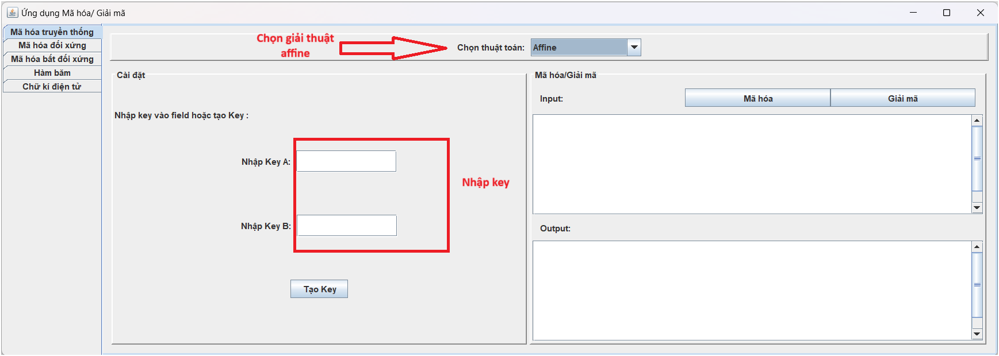 Ứng dụng Mã hóa/ Giải mã
Mã hóa truyền thống
Mã hóa đối xứng
Mã hóa bất đối xứng
Hàm băm
Chữ kí điện tử
Chọn giải thuật
affine
Chọn thuật toán:
Affine
Cài đặt
Nhập key vào field hoặc tạo Key :
Nhập Key A:
Nhập key
Nhập Key B:
Tạo Key
Mã hóa/Giải mã
Input:
Mã hóa
Giải mã
Output: